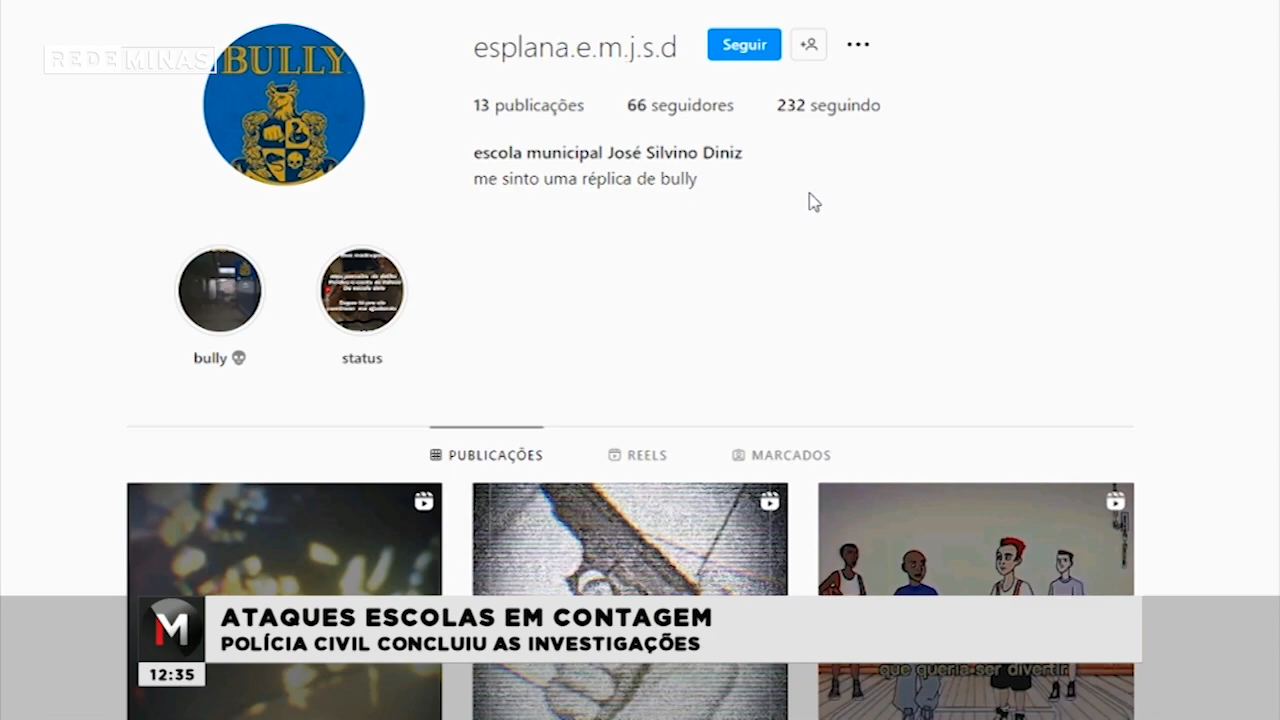 REDE MINAS
BULLY
esplana.e.m.j.s.d
Seguir
13 publicações
66 seguidores
232 seguindo
escola municipal José Silvino Diniz
me sinto uma réplica de bully
bully
status
PUBLICAÇÕES
REELS
MARCADOS
M
ATAQUES ESCOLAS EM CONTAGEM
POLÍCIA CIVIL CONCLUIU AS INVESTIGAÇÕES
12:35
que queria ser divertir